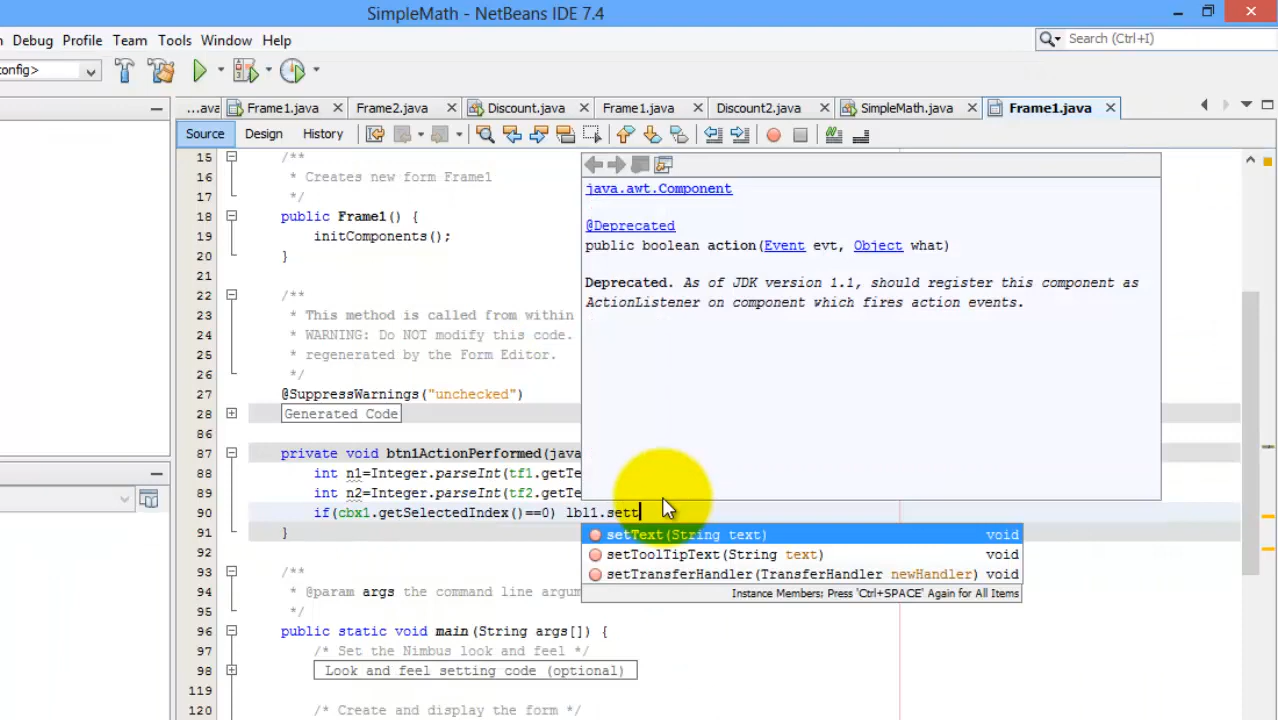 SimpleMath - NetBeans IDE 7.4
Debug Profile Team Tools Window Help
Search (Ctrl+I)
config>
...ava Frame1.java Frame2.java Discount.java Frame1.java Discount2.java SimpleMath.java Frame1.java
Source Design History
15 /**
16 * Creates new form Frame1
17 */
18 public Frame1() {
19 initComponents();
20 }
21
22 /**
23 * This method is called from within
24 * WARNING: Do NOT modify this code.
25 * regenerated by the Form Editor.
26 */
27 @SuppressWarnings("unchecked")
28 Generated Code
86
87 private void btn1ActionPerformed(java
88 int n1=Integer.parseInt(tf1.getTe
89 int n2=Integer.parseInt(tf2.getTe
90 if(cbx1.getSelectedIndex()==0) lbl1.sett
91 }
92
93 /**
94 * @param args the command line argum
95 */
96 public static void main(String args[]) {
97 /* Set the Nimbus look and feel */
98 Look and feel setting code (optional)
119
120 /* Create and display the form */
java.awt.Component
@Deprecated
public boolean action(Event evt, Object what)
Deprecated. As of JDK version 1.1, should register this component as
ActionListener on component which fires action events.
setText(String text) void
setToolTipText(String text) void
setTransferHandler(TransferHandler newHandler) void
Instance Members; Press 'Ctrl+SPACE' Again for All Items